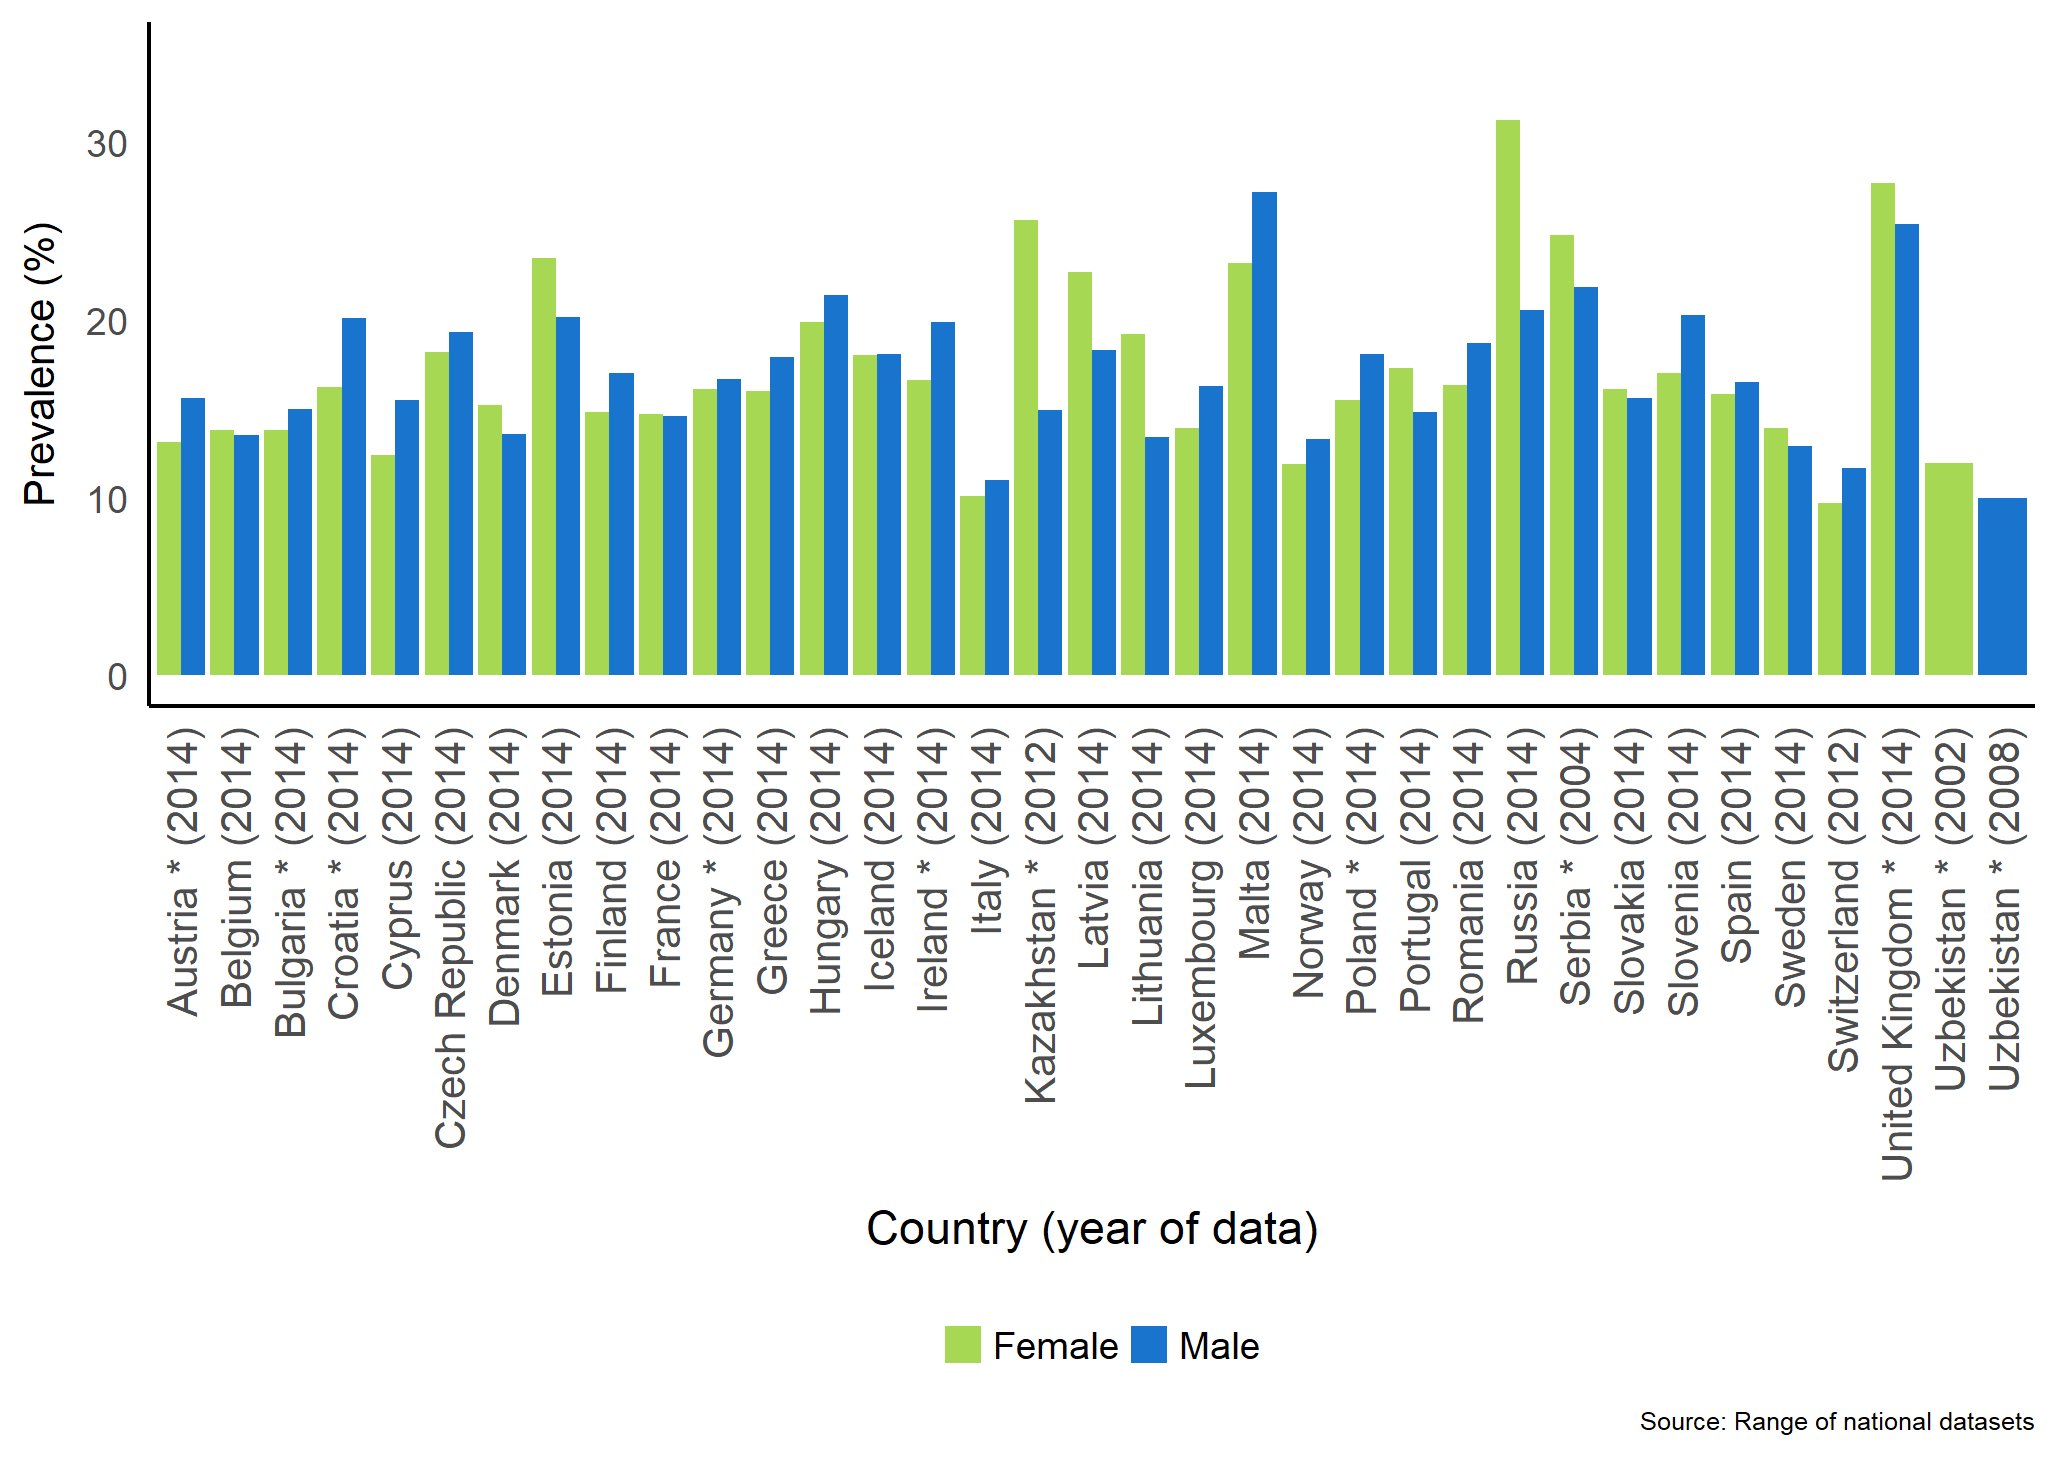 Prevalence (%)
30
20
10
0
Austria * (2014)
Belgium (2014)
Bulgaria * (2014)
Croatia * (2014)
Cyprus (2014)
Czech Republic (2014)
Denmark (2014)
Estonia (2014)
Finland (2014)
France (2014)
Germany * (2014)
Greece (2014)
Hungary (2014)
Iceland (2014)
Ireland * (2014)
Italy (2014)
Kazakhstan * (2012)
Latvia (2014)
Lithuania (2014)
Luxembourg (2014)
Malta (2014)
Norway (2014)
Poland * (2014)
Portugal (2014)
Romania (2014)
Russia (2014)
Serbia * (2004)
Slovakia (2014)
Slovenia (2014)
Spain (2014)
Sweden (2014)
Switzerland (2012)
United Kingdom * (2014)
Uzbekistan * (2002)
Uzbekistan * (2008)
Country (year of data)
Female Male
Source: Range of national datasets